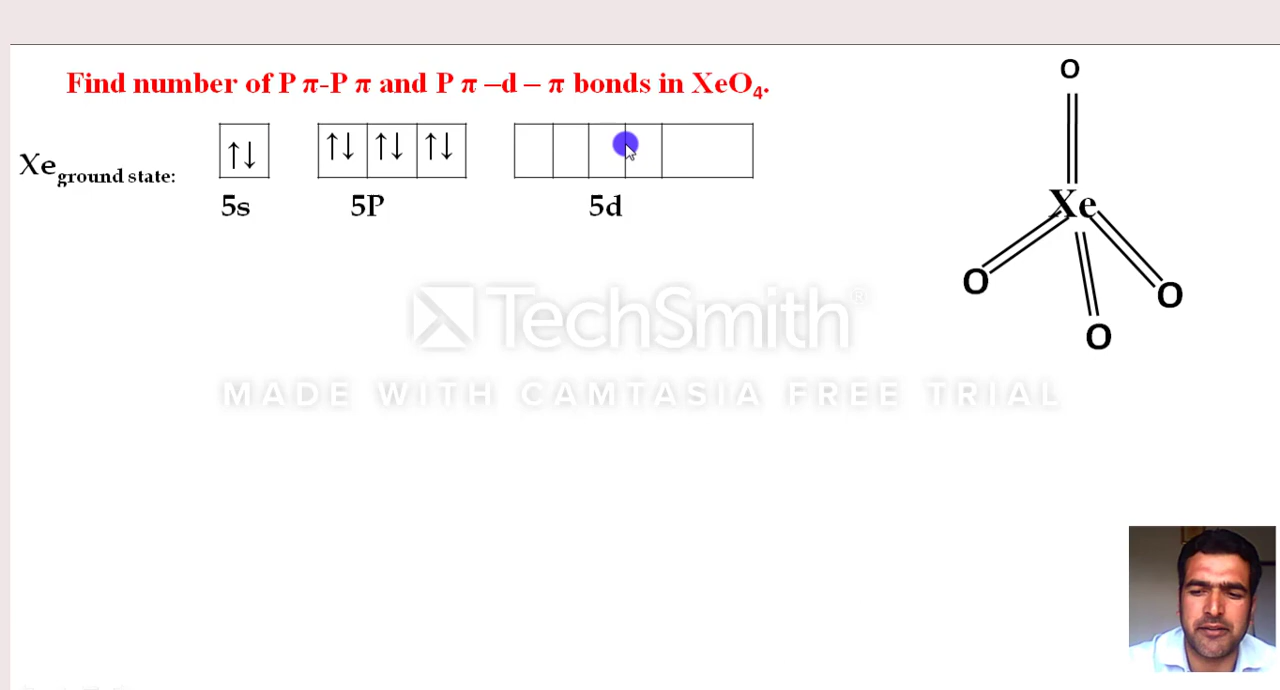 Find number of P π-P π and P π –d – π bonds in XeO₄.
Xe ground state:
↑↓ ↑↓ ↑↓ ↑↓
5s 5P 5d
O
Xe
O O
O
TechSmith®
MADE WITH CAMTASIA FREE TRIAL